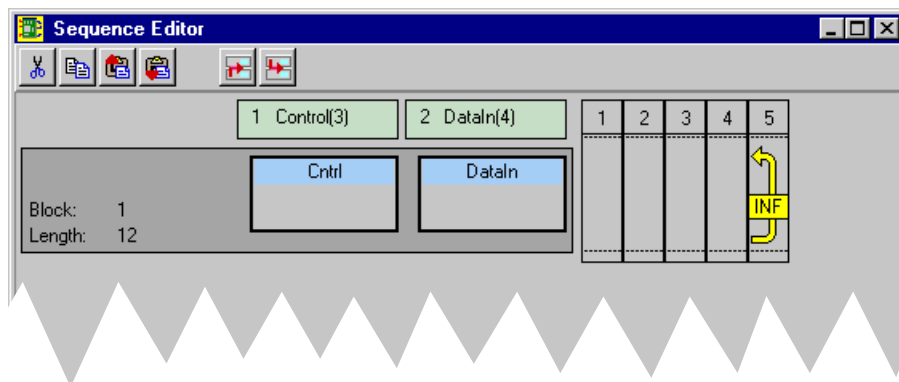 Sequence Editor
1 Control(3) 2 DataIn(4) 1 2 3 4 5
Cntrl DataIn
Block: 1 INF
Length: 12